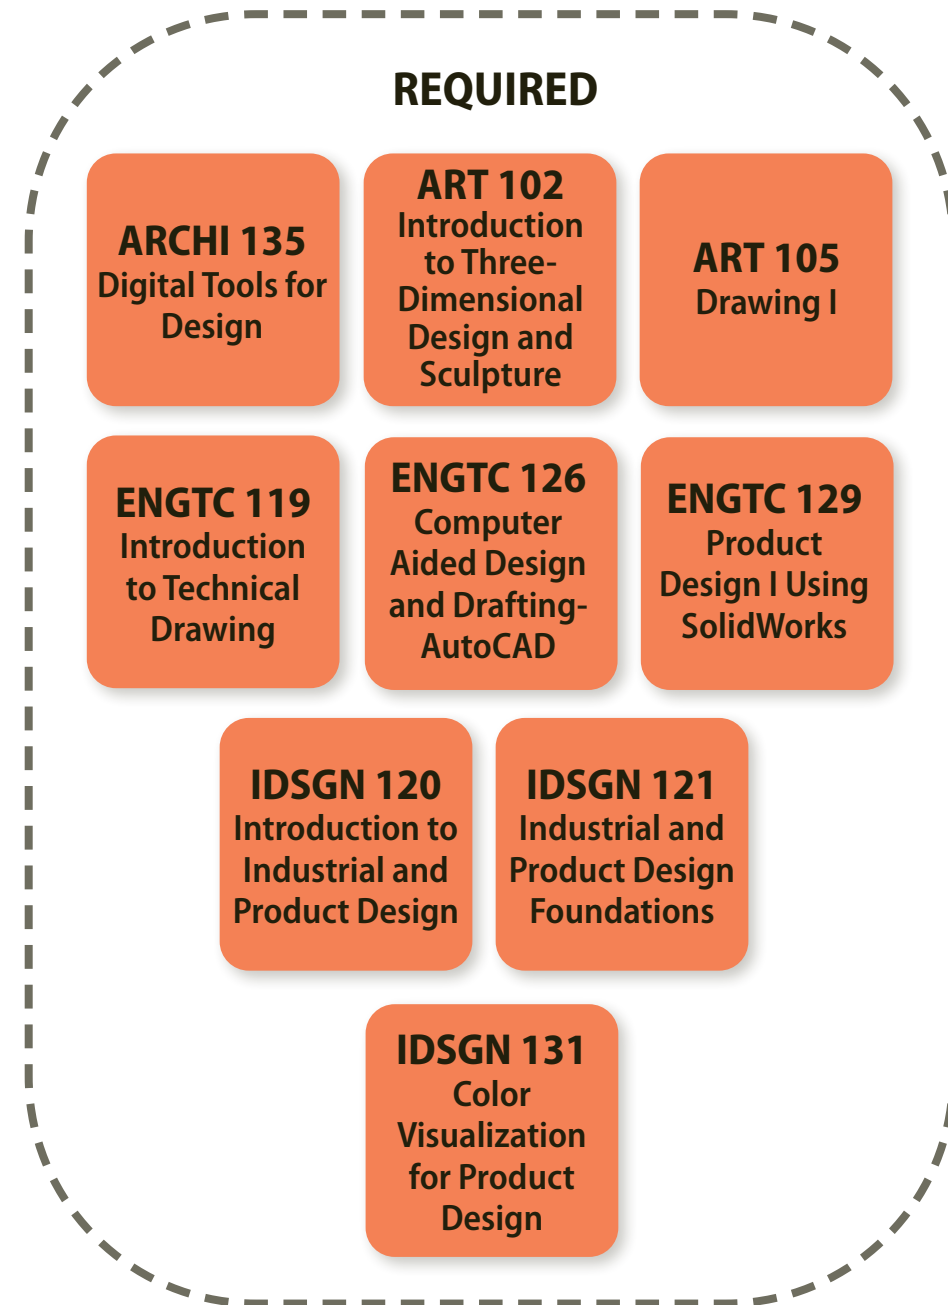 REQUIRED
ARCHI 135
Digital Tools for
Design
ART 102
Introduction
to Three-
Dimensional
Design and
Sculpture
ART 105
Drawing I
ENGTC 119
Introduction
to Technical
Drawing
ENGTC 126
Computer
Aided Design
and Drafting-
AutoCAD
ENGTC 129
Product
Design I Using
SolidWorks
IDSGN 120
Introduction to
Industrial and
Product Design
IDSGN 121
Industrial and
Product Design
Foundations
IDSGN 131
Color
Visualization
for Product
Design